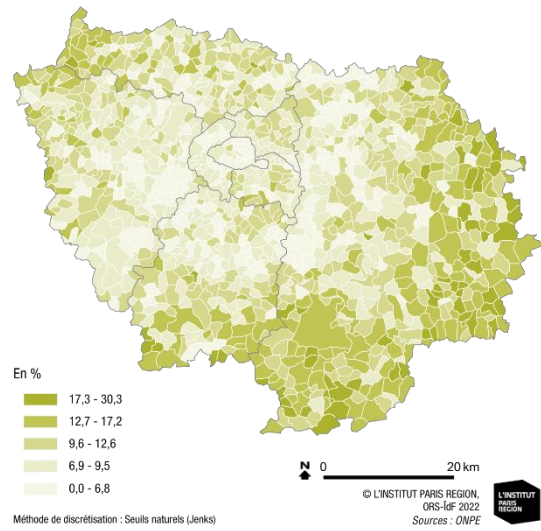 En %
17,3 - 30,3
12,7 - 17,2
9,6 - 12,6
6,9 - 9,5
0,0 - 6,8
Méthode de discrétisation : Seuils naturels (Jenks)
N
0 20 km
© L'INSTITUT PARIS REGION,
ORS-ÎdF 2022
Sources : ONPE
L'INSTITUT
PARIS
REGION